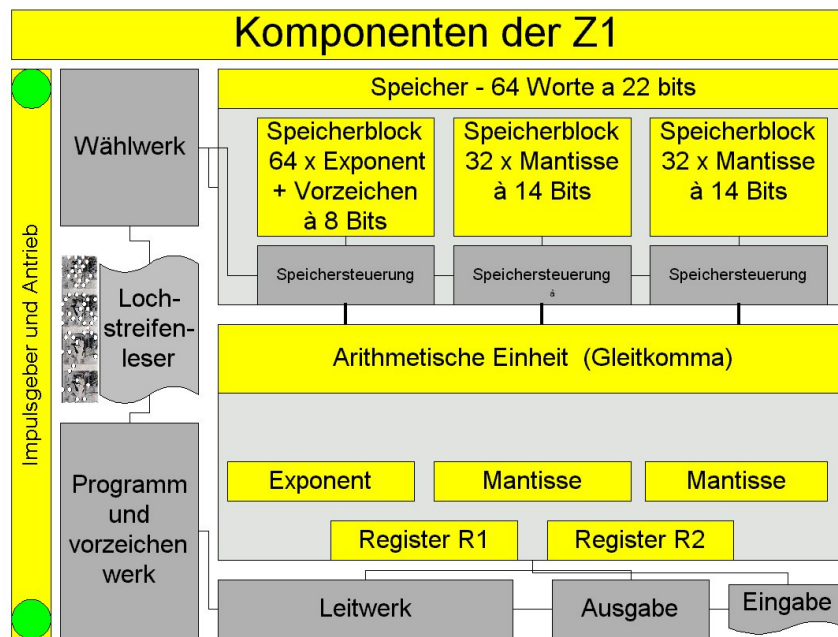 Komponenten der Z1
Impulsgeber und Antrieb
Wählwerk
Loch-
streifen-
leser
Programm
und
vorzeichen
werk
Speicher - 64 Worte a 22 bits
Speicherblock
64 x Exponent
+ Vorzeichen
à 8 Bits
Speicherblock
32 x Mantisse
à 14 Bits
Speicherblock
32 x Mantisse
à 14 Bits
Speichersteuerung
Speichersteuerung
à
Speichersteuerung
Arithmetische Einheit (Gleitkomma)
Exponent
Mantisse
Mantisse
Register R1
Register R2
Leitwerk
Ausgabe
Eingabe